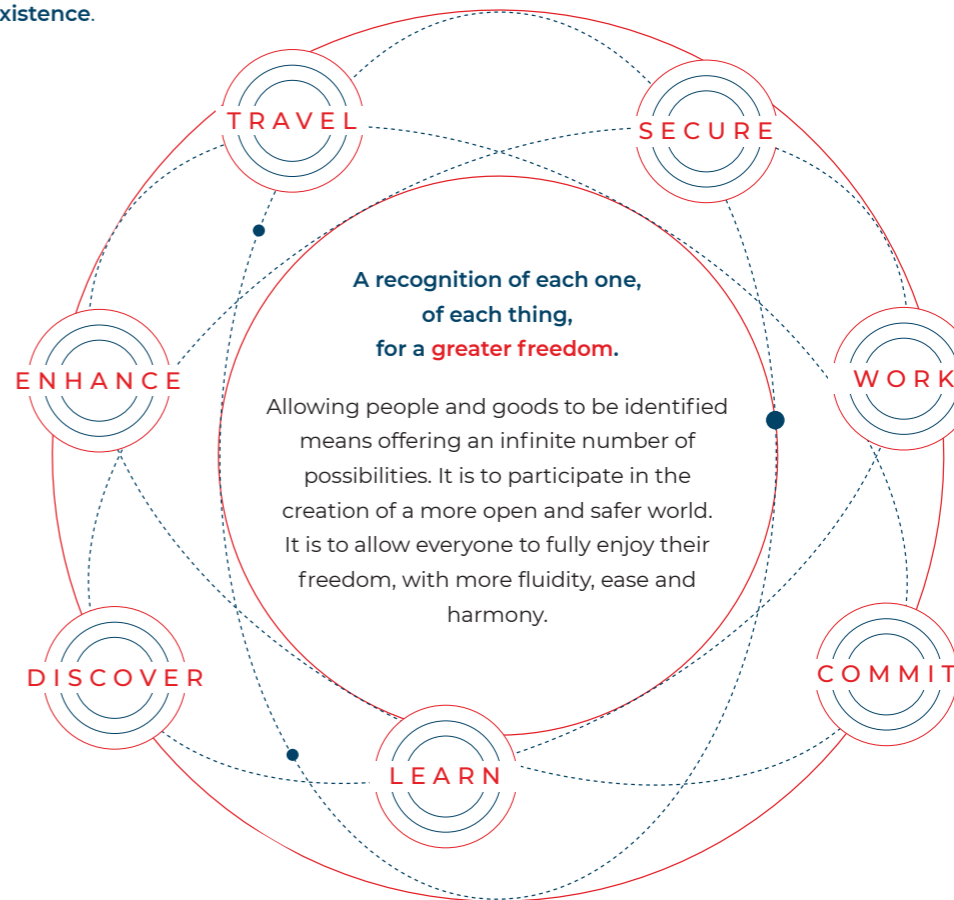 xistence.
TRAVEL
SECURE
A recognition of each one,
of each thing,
for a greater freedom.
ENHANCE
WORK
Allowing people and goods to be identified
means offering an infinite number of
possibilities. It is to participate in the
creation of a more open and safer world.
It is to allow everyone to fully enjoy their
freedom, with more fluidity, ease and
harmony.
DISCOVER
COMMIT
LEARN